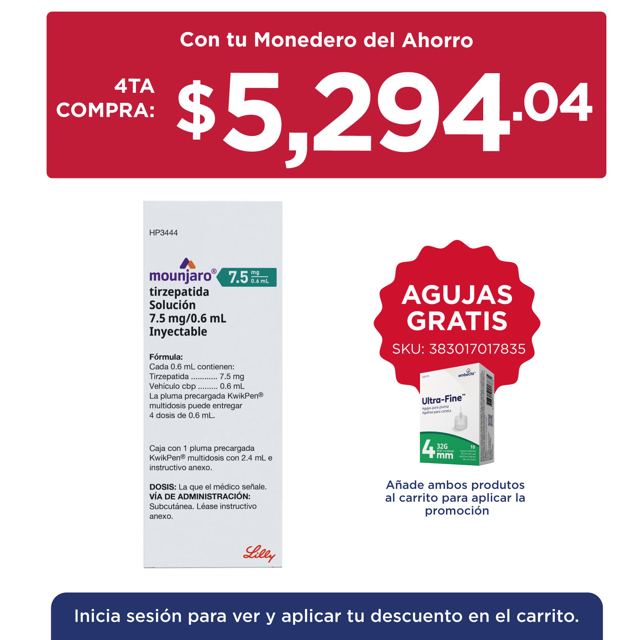 Con tu Monedero del Ahorro
4TA
COMPRA:
$5,294.04
HP3444
mounjaro® 7.5 mg/0.6 mL
tirzepatida
Solución
7.5 mg/0.6 mL
Inyectable
Fórmula:
Cada 0.6 mL contienen:
Tirzepatida ............ 7.5 mg
Vehículo cbp ......... 0.6 mL
La pluma precargada KwikPen®
multidosis puede entregar
4 dosis de 0.6 mL.
Caja con 1 pluma precargada
KwikPen® multidosis con 2.4 mL e
instructivo anexo.
DOSIS: La que el médico señale.
VÍA DE ADMINISTRACIÓN:
Subcutánea. Léase instructivo
anexo.
Lilly
AGUJAS
GRATIS
SKU: 383017017835
embecta
Ultra-Fine™
Agujas para pluma
4 32G
mm
Añade ambos produtos
al carrito para aplicar la
promoción
Inicia sesión para ver y aplicar tu descuento en el carrito.